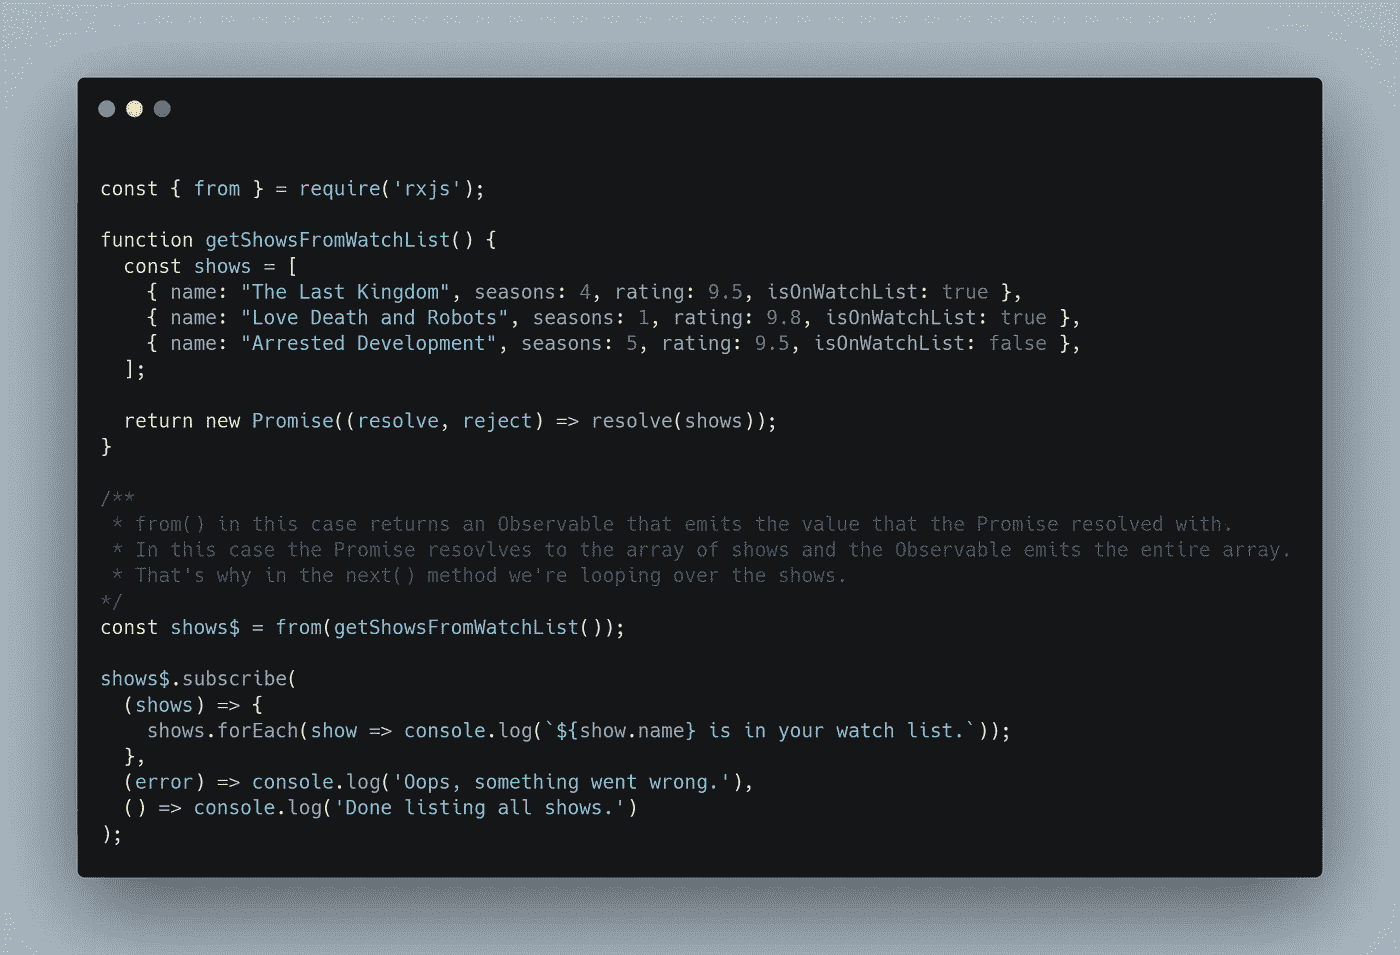 const { from } = require('rxjs');
function getShowsFromWatchList() {
const shows = [
{ name: "The Last Kingdom", seasons: 4, rating: 9.5, isOnWatchList: true },
{ name: "Love Death and Robots", seasons: 1, rating: 9.8, isOnWatchList: true },
{ name: "Arrested Development", seasons: 5, rating: 9.5, isOnWatchList: false },
];
return new Promise((resolve, reject) => resolve(shows));
}
/**
* from() in this case returns an Observable that emits the value that the Promise resolved with.
* In this case the Promise resovlves to the array of shows and the Observable emits the entire array.
* That's why in the next() method we're looping over the shows.
*/
const shows$ = from(getShowsFromWatchList());
shows$.subscribe(
(shows) => {
shows.forEach(show => console.log(`${show.name} is in your watch list.`));
},
(error) => console.log('Oops, something went wrong.'),
() => console.log('Done listing all shows.')
);